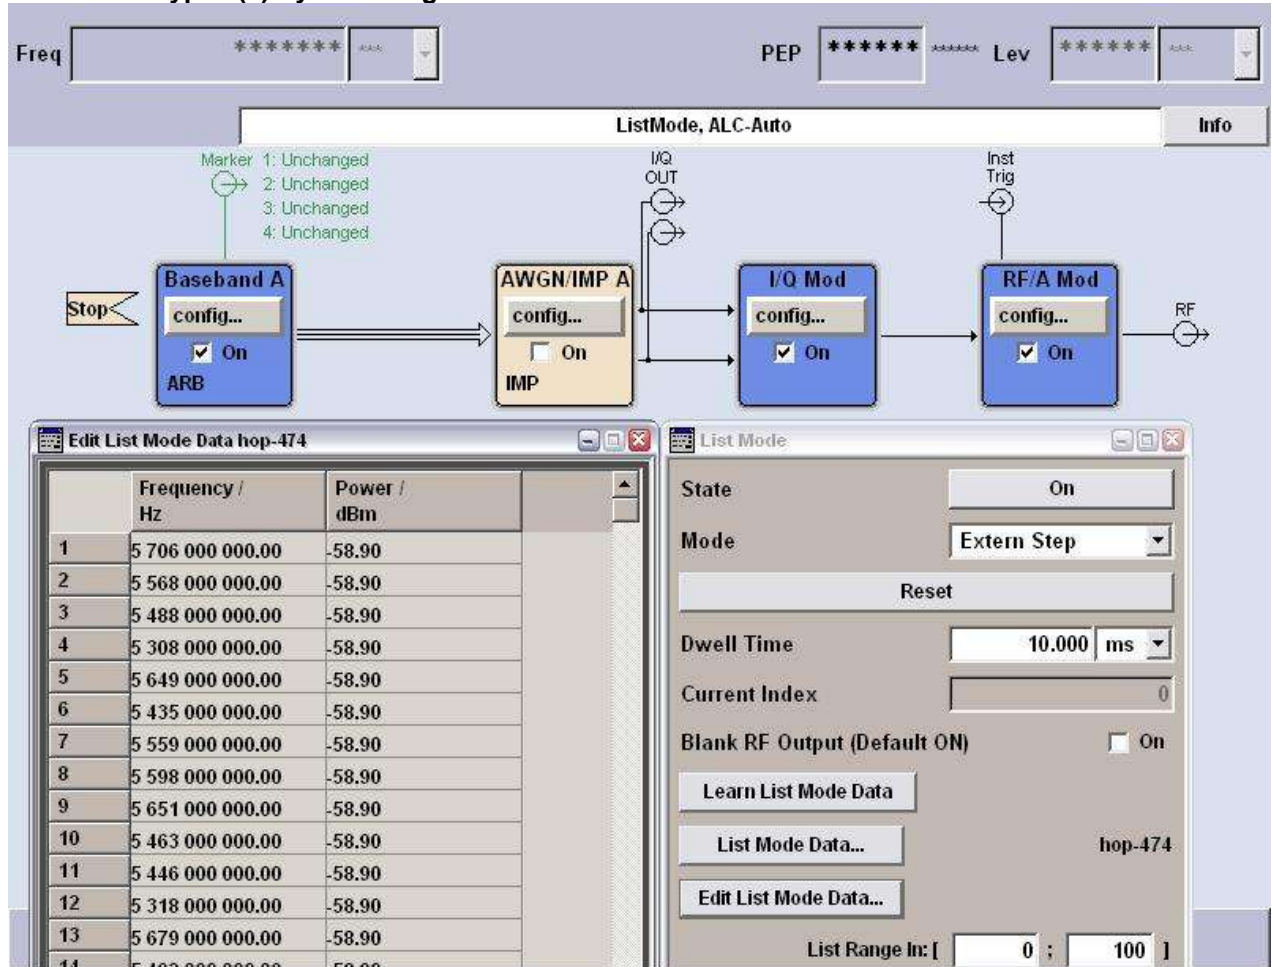 Freq ******* *** PEP ****** ****** Lev ****** ***
ListMode, ALC-Auto Info
Marker 1: Unchanged
2: Unchanged
3: Unchanged
4: Unchanged
I/Q
OUT
Inst
Trig
Stop
Baseband A
config...
On
ARB
AWGN/IMP A
config...
On
IMP
I/Q Mod
config...
On
RF/A Mod
config...
On
RF
Edit List Mode Data hop-474
Frequency / Hz Power / dBm
1 5 706 000 000.00 -58.90
2 5 568 000 000.00 -58.90
3 5 488 000 000.00 -58.90
4 5 308 000 000.00 -58.90
5 5 649 000 000.00 -58.90
6 5 435 000 000.00 -58.90
7 5 559 000 000.00 -58.90
8 5 598 000 000.00 -58.90
9 5 651 000 000.00 -58.90
10 5 463 000 000.00 -58.90
11 5 446 000 000.00 -58.90
12 5 318 000 000.00 -58.90
13 5 679 000 000.00 -58.90
List Mode
State On
Mode Extern Step
Reset
Dwell Time 10.000 ms
Current Index 0
Blank RF Output (Default ON) On
Learn List Mode Data
List Mode Data... hop-474
Edit List Mode Data...
List Range In: [ 0 ; 100 ]